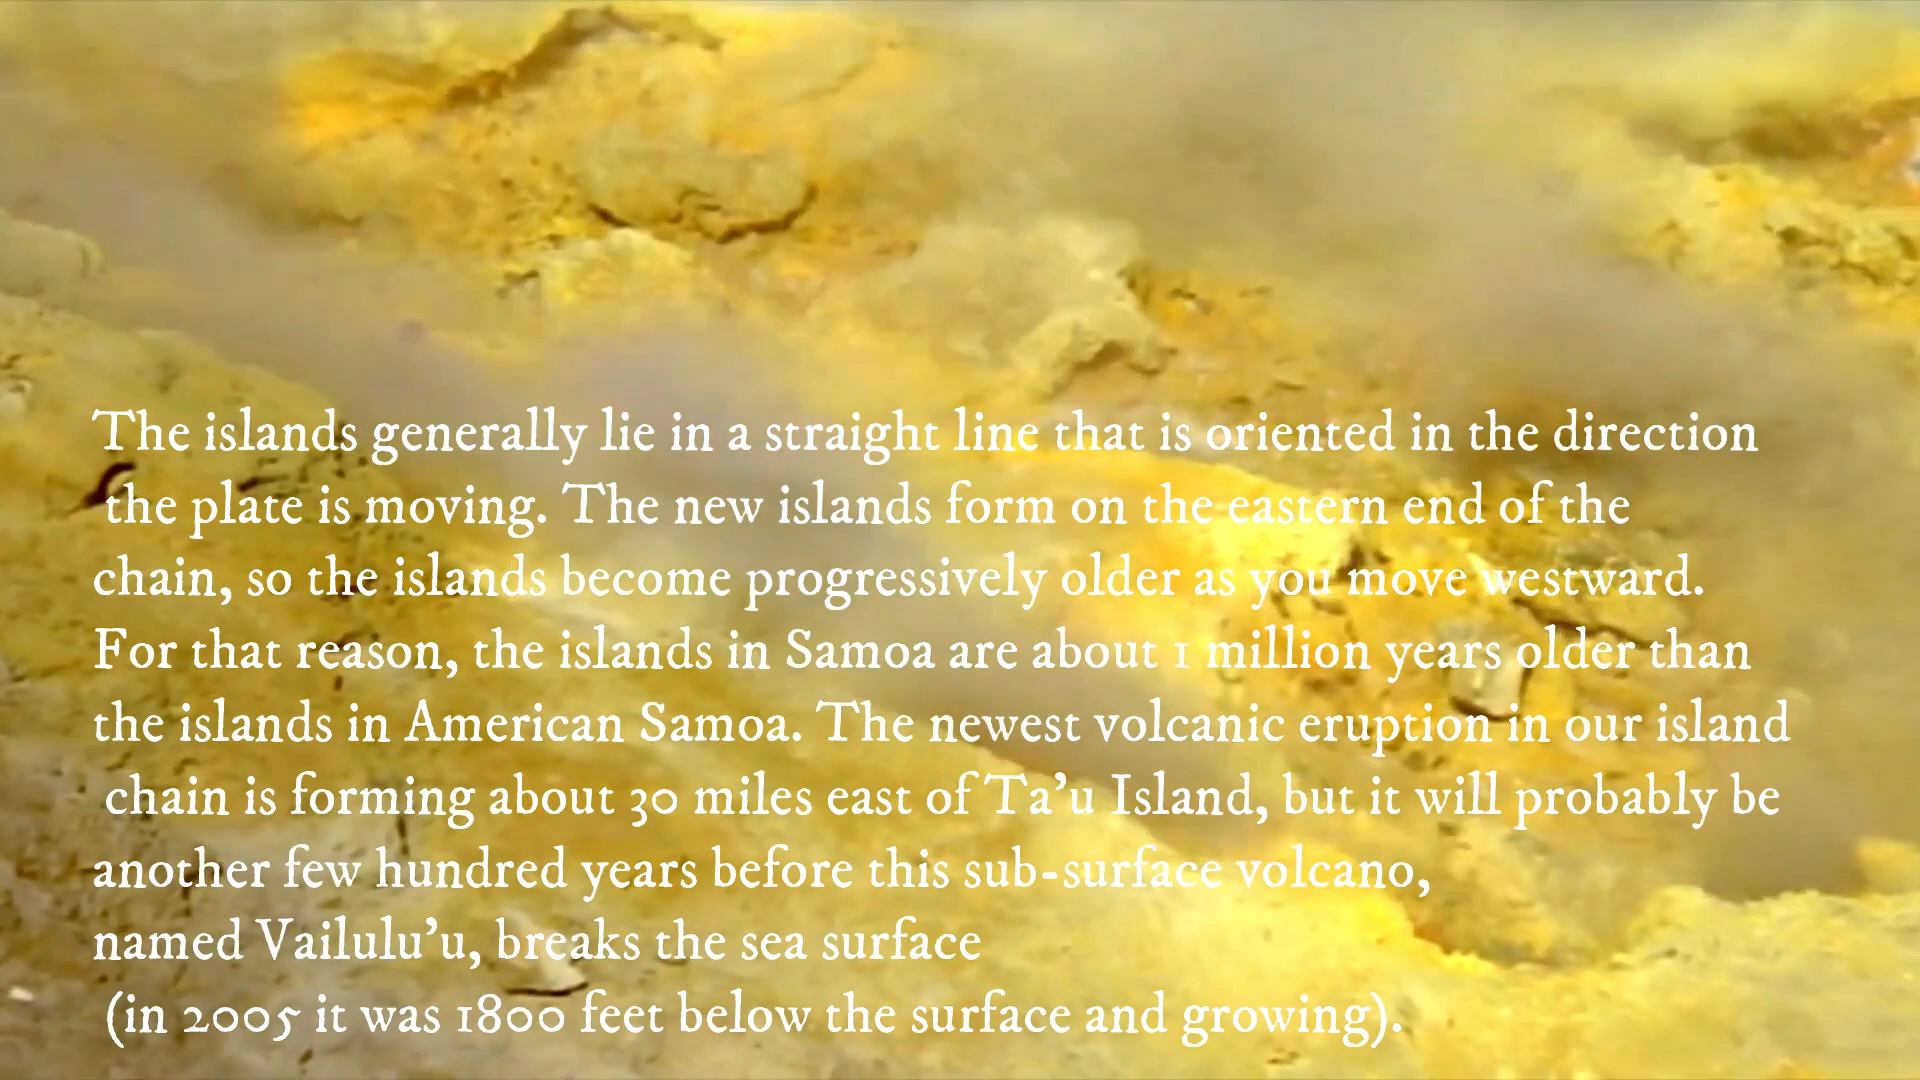 The islands generally lie in a straight line that is oriented in the direction
the plate is moving. The new islands form on the eastern end of the
chain, so the islands become progressively older as you move westward.
For that reason, the islands in Samoa are about 1 million years older than
the islands in American Samoa. The newest volcanic eruption in our island
chain is forming about 30 miles east of Ta’u Island, but it will probably be
another few hundred years before this sub-surface volcano,
named Vailulu’u, breaks the sea surface
(in 2005 it was 1800 feet below the surface and growing).